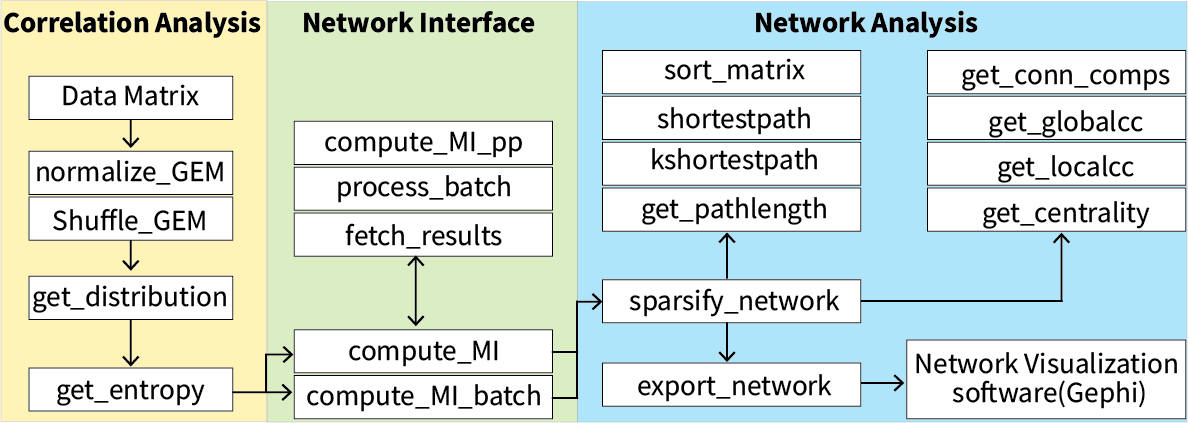 Correlation Analysis
Data Matrix
normalize_GEM
Shuffle_GEM
get_distribution
get_entropy
Network Interface
compute_MI_pp
process_batch
fetch_results
compute_MI
compute_MI_batch
Network Analysis
sort_matrix
shortestpath
kshortestpath
get_pathlength
get_conn_comps
get_globalcc
get_localcc
get_centrality
sparsify_network
export_network
Network Visualization
software(Gephi)